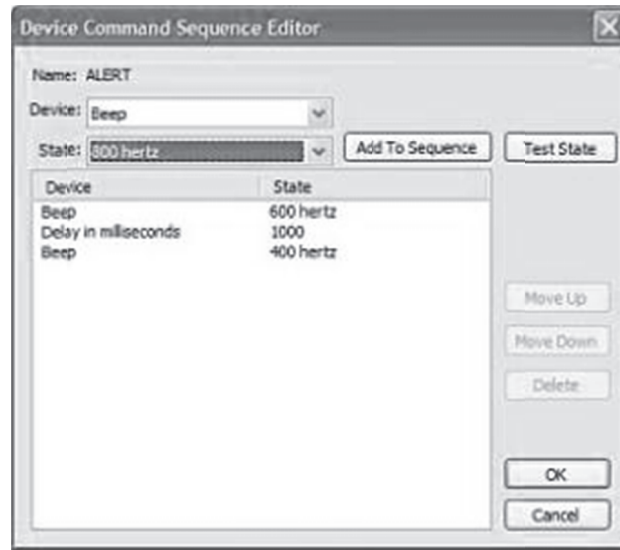 Device Command Sequence Editor
Name: ALERT
Device: Beep
State: 800 hertz Add To Sequence Test State
Device State
Beep 600 hertz
Delay in milliseconds 1000
Beep 400 hertz
Move Up
Move Down
Delete
OK
Cancel